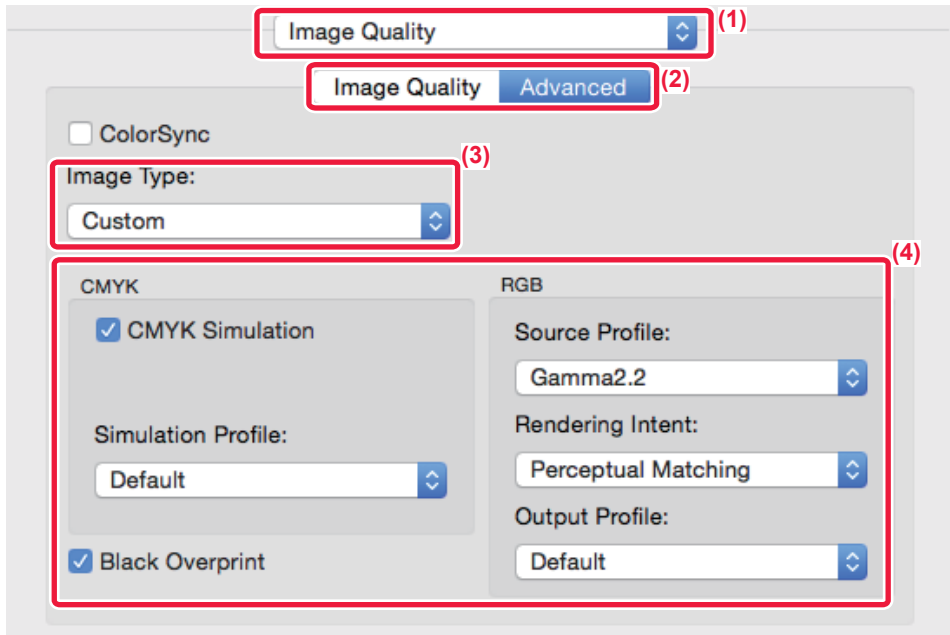 Image Quality
(1)
Image Quality Advanced
(2)
ColorSync
(3)
Image Type:
Custom
(4)
CMYK
CMYK Simulation
Simulation Profile:
Default
Black Overprint
RGB
Source Profile:
Gamma2.2
Rendering Intent:
Perceptual Matching
Output Profile:
Default